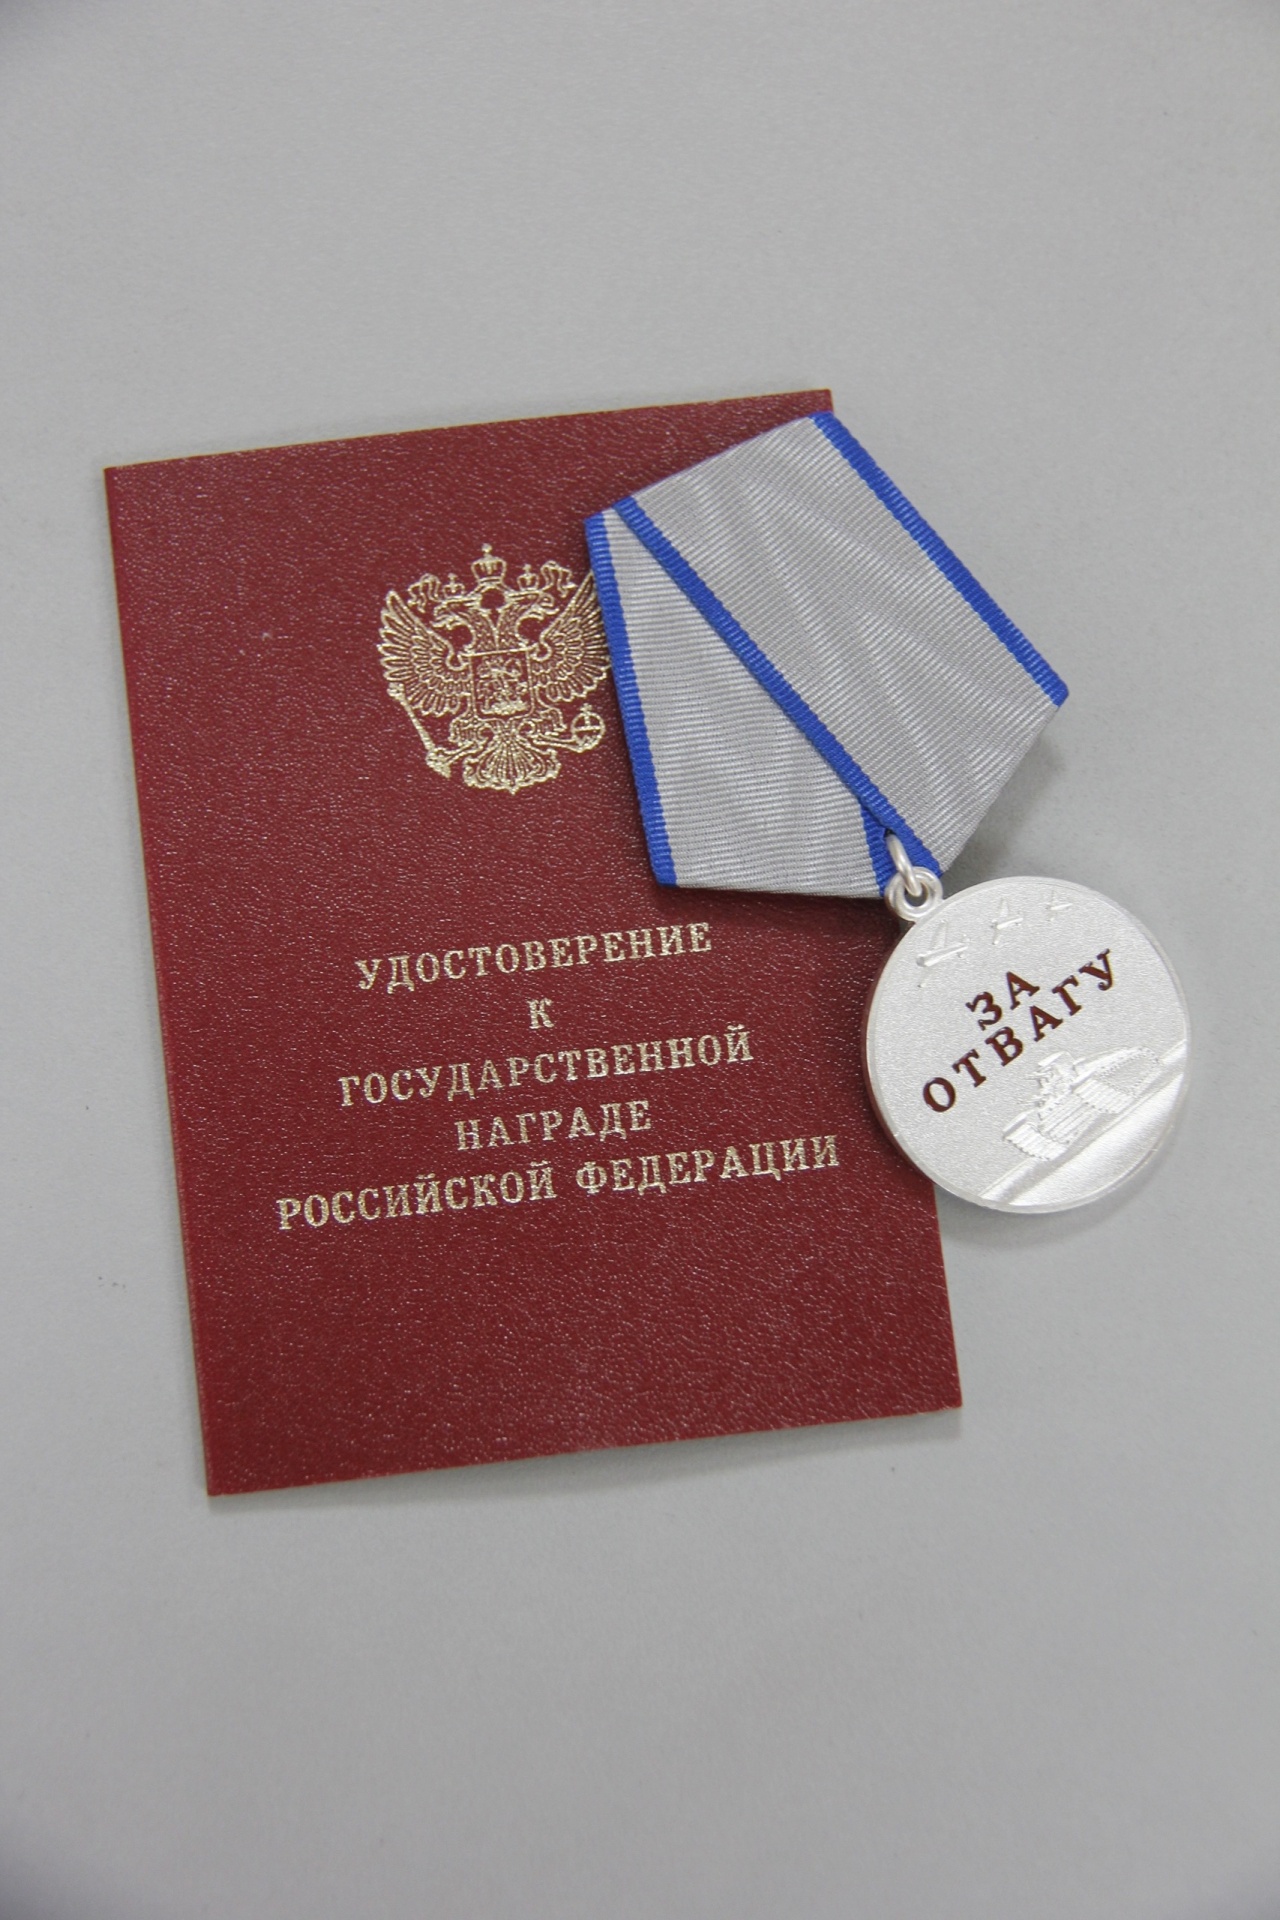 УДОСТОВЕРЕНИЕ
К
ГОСУДАРСТВЕННОЙ
НАГРАДЕ
РОССИЙСКОЙ ФЕДЕРАЦИИ
ЗА
ОТВАГУ